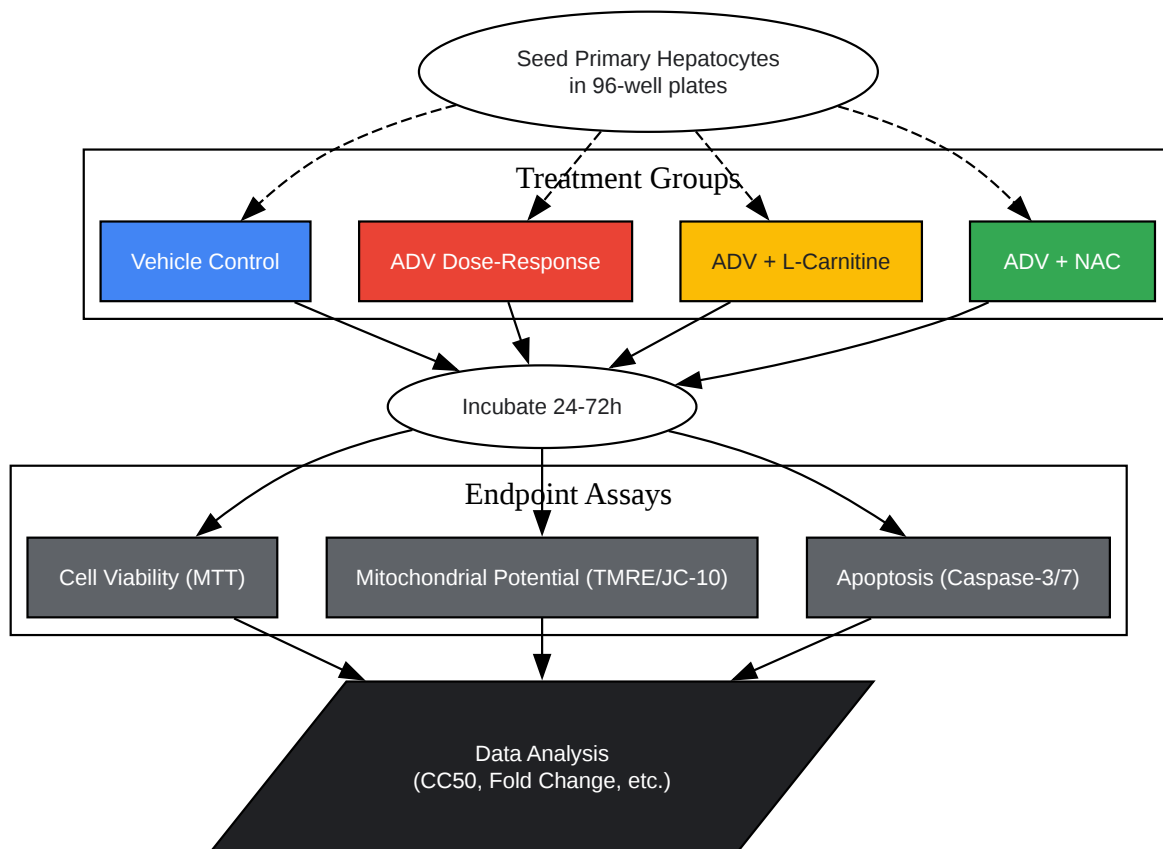 Seed Primary Hepatocytes
in 96-well plates
Treatment Groups
Vehicle Control
ADV Dose-Response
ADV + L-Carnitine
ADV + NAC
Incubate 24-72h
Endpoint Assays
Cell Viability (MTT)
Mitochondrial Potential (TMRE/JC-10)
Apoptosis (Caspase-3/7)
Data Analysis
(CC50, Fold Change, etc.)